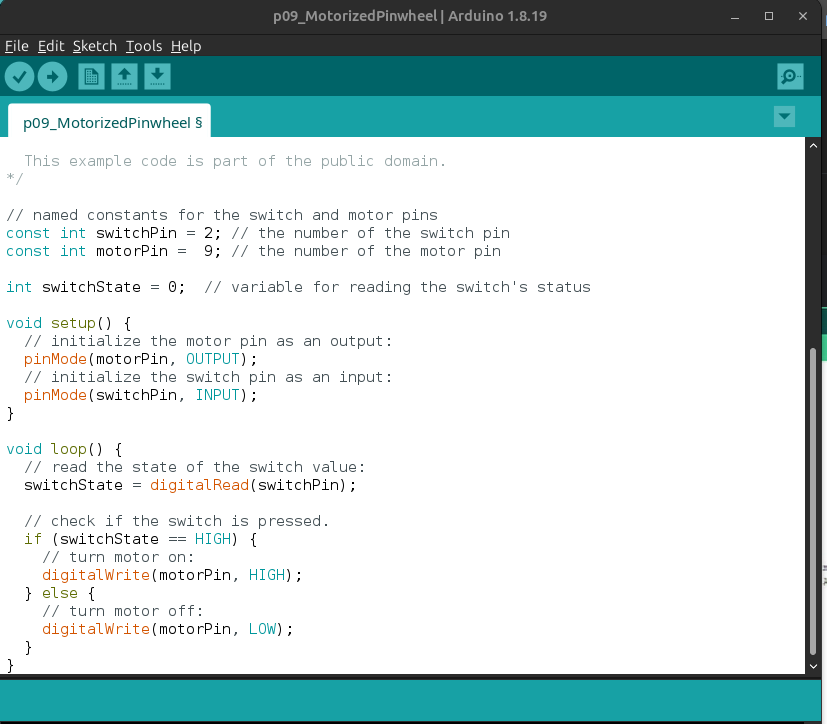 p09_MotorizedPinwheel | Arduino 1.8.19
File Edit Sketch Tools Help
p09_MotorizedPinwheel §
  This example code is part of the public domain.
*/

// named constants for the switch and motor pins
const int switchPin = 2; // the number of the switch pin
const int motorPin =  9; // the number of the motor pin

int switchState = 0;  // variable for reading the switch's status

void setup() {
  // initialize the motor pin as an output:
  pinMode(motorPin, OUTPUT);
  // initialize the switch pin as an input:
  pinMode(switchPin, INPUT);
}

void loop() {
  // read the state of the switch value:
  switchState = digitalRead(switchPin);

  // check if the switch is pressed.
  if (switchState == HIGH) {
    // turn motor on:
    digitalWrite(motorPin, HIGH);
  } else {
    // turn motor off:
    digitalWrite(motorPin, LOW);
  }
}